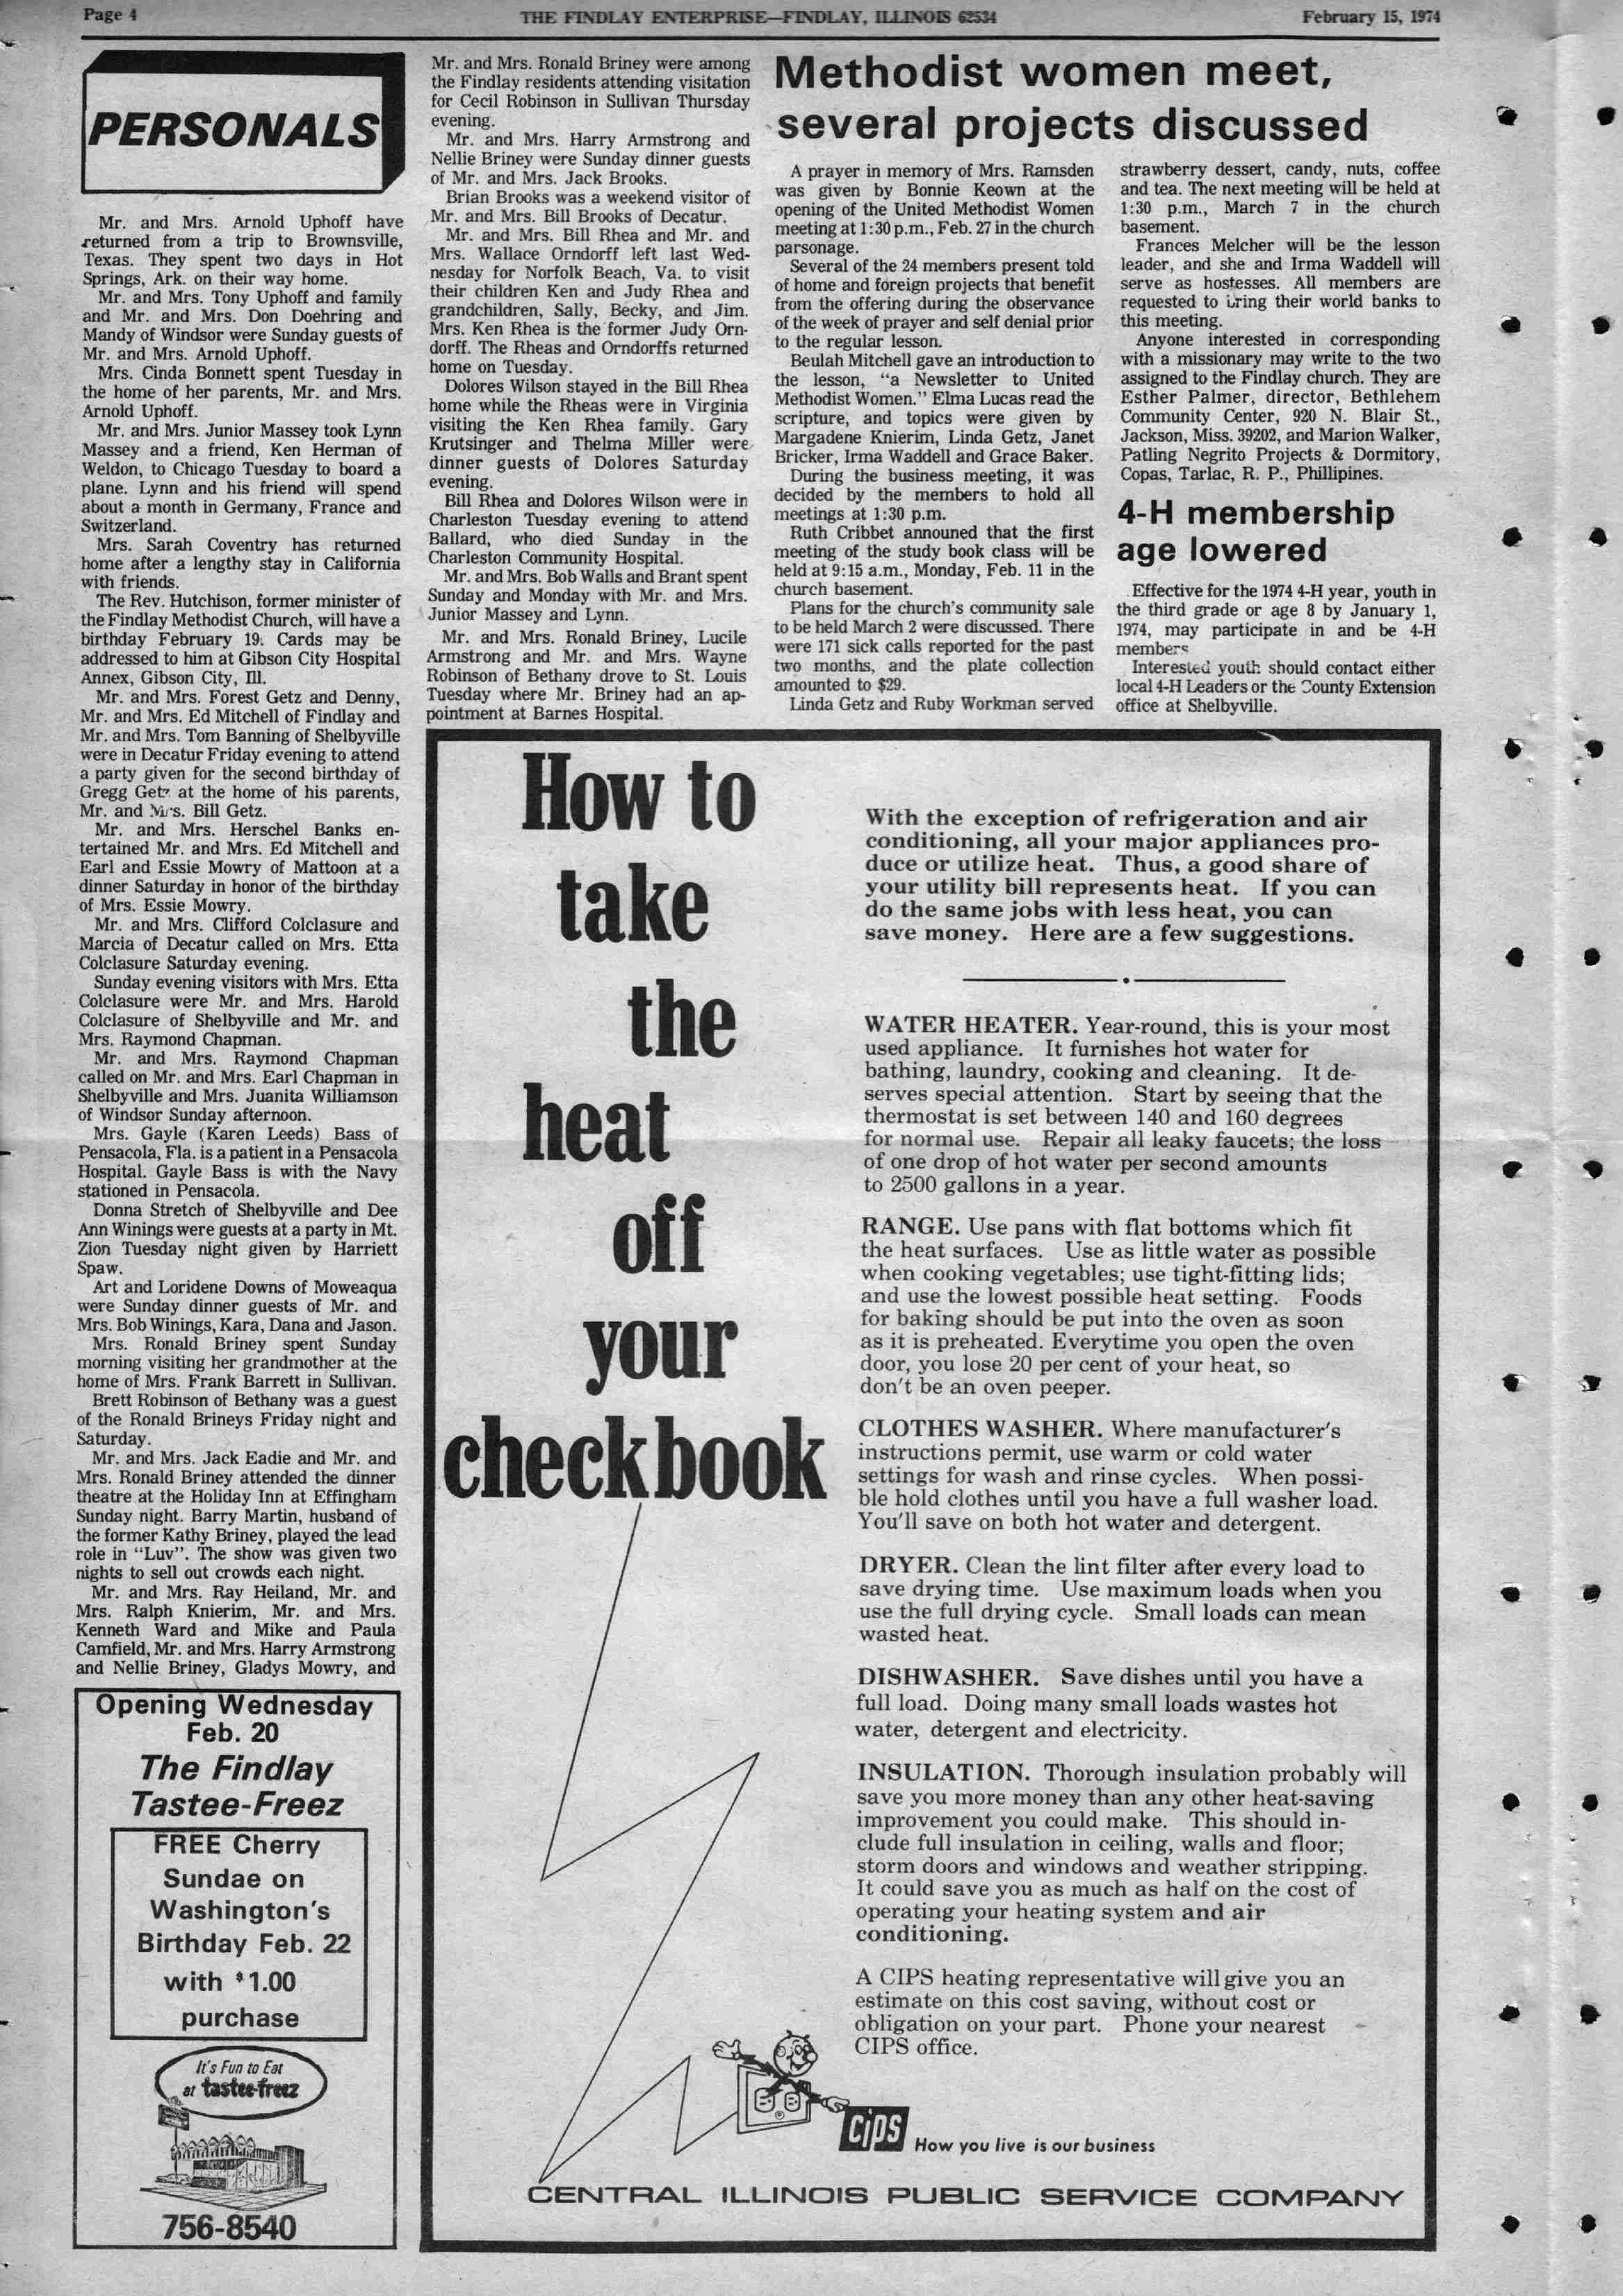 Page 4
THE FINDLAY ENTERPRISE—FINDLAY, ILLINOIS 62534
February 15, 1974
PERSONALS
Mr. and Mrs. Arnold Uphoff have
returned from a trip to Brownsville,
Texas. They spent two days in Hot
Springs, Ark. on their way home.
Mr. and Mrs. Tony Uphoff and family
and Mr. and Mrs. Don Doehring and
Mandy of Windsor were Sunday guests of
Mr. and Mrs. Arnold Uphoff.
Mrs. Cinda Bonnett spent Tuesday in
the home of her parents, Mr. and Mrs.
Arnold Uphoff.
Mr. and Mrs. Junior Massey took Lynn
Massey and a friend, Ken Herman of
Weldon, to Chicago Tuesday to board a
plane. Lynn and his friend will spend
about a month in Germany, France and
Switzerland.
Mrs. Sarah Coventry has returned
home after a lengthy stay in California
with friends.
The Rev. Hutchison, former minister of
the Findlay Methodist Church, will have a
birthday February 19. Cards may be
addressed to him at Gibson City Hospital
Annex, Gibson City, Ill.
Mr. and Mrs. Forest Getz and Denny,
Mr. and Mrs. Ed Mitchell of Findlay and
Mr. and Mrs. Tom Banning of Shelbyville
were in Decatur Friday evening to attend
a party given for the second birthday of
Gregg Getz at the home of his parents,
Mr. and Mrs. Bill Getz.
Mr. and Mrs. Herschel Banks en-
tertained Mr. and Mrs. Ed Mitchell and
Earl and Essie Mowry of Mattoon at a
dinner Saturday in honor of the birthday
of Mrs. Essie Mowry.
Mr. and Mrs. Clifford Colclasure and
Marcia of Decatur called on Mrs. Etta
Colclasure Saturday evening.
Sunday evening visitors with Mrs. Etta
Colclasure were Mr. and Mrs. Harold
Colclasure of Shelbyville and Mr. and
Mrs. Raymond Chapman.
Mr. and Mrs. Raymond Chapman
called on Mr. and Mrs. Earl Chapman in
Shelbyville and Mrs. Juanita Williamson
of Windsor Sunday afternoon.
Mrs. Gayle (Karen Leeds) Bass of
Pensacola, Fla. is a patient in a Pensacola
Hospital. Gayle Bass is with the Navy
stationed in Pensacola.
Donna Stretch of Shelbyville and Dee
Ann Winings were guests at a party in Mt.
Zion Tuesday night given by Harriett
Spaw.
Art and Loridene Downs of Moweaqua
were Sunday dinner guests of Mr. and
Mrs. Bob Winings, Kara, Dana and Jason.
Mrs. Ronald Briney spent Sunday
morning visiting her grandmother at the
home of Mrs. Frank Barrett in Sullivan.
Brett Robinson of Bethany was a guest
of the Ronald Brineys Friday night and
Saturday.
Mr. and Mrs. Jack Eadie and Mr. and
Mrs. Ronald Briney attended the dinner
theatre at the Holiday Inn at Effingham
Sunday night. Barry Martin, husband of
the former Kathy Briney, played the lead
role in “Luv”. The show was given two
nights to sell out crowds each night.
Mr. and Mrs. Ray Heiland, Mr. and
Mrs. Ralph Knierim, Mr. and Mrs.
Kenneth Ward and Mike and Paula
Camfield, Mr. and Mrs. Harry Armstrong
and Nellie Briney, Gladys Mowry, and
Mr. and Mrs. Ronald Briney were among
the Findlay residents attending visitation
for Cecil Robinson in Sullivan Thursday
evening.
Mr. and Mrs. Harry Armstrong and
Nellie Briney were Sunday dinner guests
of Mr. and Mrs. Jack Brooks.
Brian Brooks was a weekend visitor of
Mr. and Mrs. Bill Brooks of Decatur.
Mr. and Mrs. Bill Rhea and Mr. and
Mrs. Wallace Orndorff left last Wed-
nesday for Norfolk Beach, Va. to visit
their children Ken and Judy Rhea and
grandchildren, Sally, Becky, and Jim.
Mrs. Ken Rhea is the former Judy Orn-
dorff. The Rheas and Orndorffs returned
home on Tuesday.
Dolores Wilson stayed in the Bill Rhea
home while the Rheas were in Virginia
visiting the Ken Rhea family. Gary
Krutsinger and Thelma Miller were
dinner guests of Dolores Saturday
evening.
Bill Rhea and Dolores Wilson were in
Charleston Tuesday evening to attend
Ballard, who died Sunday in the
Charleston Community Hospital.
Mr. and Mrs. Bob Walls and Brant spent
Sunday and Monday with Mr. and Mrs.
Junior Massey and Lynn.
Mr. and Mrs. Ronald Briney, Lucile
Armstrong and Mr. and Mrs. Wayne
Robinson of Bethany drove to St. Louis
Tuesday where Mr. Briney had an ap-
pointment at Barnes Hospital.
Methodist women meet,
several projects discussed
A prayer in memory of Mrs. Ramsden
was given by Bonnie Keown at the
opening of the United Methodist Women
meeting at 1:30 p.m., Feb. 27 in the church
parsonage.
Several of the 24 members present told
of home and foreign projects that benefit
from the offering during the observance
of the week of prayer and self denial prior
to the regular lesson.
Beulah Mitchell gave an introduction to
the lesson, “a Newsletter to United
Methodist Women.” Elma Lucas read the
scripture, and topics were given by
Margadene Knierim, Linda Getz, Janet
Bricker, Irma Waddell and Grace Baker.
During the business meeting, it was
decided by the members to hold all
meetings at 1:30 p.m.
Ruth Cribbet announed that the first
meeting of the study book class will be
held at 9:15 a.m., Monday, Feb. 11 in the
church basement.
Plans for the church’s community sale
to be held March 2 were discussed. There
were 171 sick calls reported for the past
two months, and the plate collection
amounted to $29.
Linda Getz and Ruby Workman served
strawberry dessert, candy, nuts, coffee
and tea. The next meeting will be held at
1:30 p.m., March 7 in the church
basement.
Frances Melcher will be the lesson
leader, and she and Irma Waddell will
serve as hostesses. All members are
requested to bring their world banks to
this meeting.
Anyone interested in corresponding
with a missionary may write to the two
assigned to the Findlay church. They are
Esther Palmer, director, Bethlehem
Community Center, 920 N. Blair St.,
Jackson, Miss. 39202, and Marion Walker,
Patling Negrito Projects & Dormitory,
Copas, Tarlac, R. P., Phillipines.
4-H membership
age lowered
Effective for the 1974 4-H year, youth in
the third grade or age 8 by January 1,
1974, may participate in and be 4-H
members
Interested youth should contact either
local 4-H Leaders or the County Extension
office at Shelbyville.
How to
take
the
heat
off
your
checkbook
With the exception of refrigeration and air
conditioning, all your major appliances pro-
duce or utilize heat. Thus, a good share of
your utility bill represents heat. If you can
do the same jobs with less heat, you can
save money. Here are a few suggestions.
WATER HEATER. Year-round, this is your most
used appliance. It furnishes hot water for
bathing, laundry, cooking and cleaning. It de-
serves special attention. Start by seeing that the
thermostat is set between 140 and 160 degrees
for normal use. Repair all leaky faucets; the loss
of one drop of hot water per second amounts
to 2500 gallons in a year.
RANGE. Use pans with flat bottoms which fit
the heat surfaces. Use as little water as possible
when cooking vegetables; use tight-fitting lids;
and use the lowest possible heat setting. Foods
for baking should be put into the oven as soon
as it is preheated. Everytime you open the oven
door, you lose 20 per cent of your heat, so
don't be an oven peeper.
CLOTHES WASHER. Where manufacturer's
instructions permit, use warm or cold water
settings for wash and rinse cycles. When possi-
ble hold clothes until you have a full washer load.
You'll save on both hot water and detergent.
DRYER. Clean the lint filter after every load to
save drying time. Use maximum loads when you
use the full drying cycle. Small loads can mean
wasted heat.
DISHWASHER. Save dishes until you have a
full load. Doing many small loads wastes hot
water, detergent and electricity.
INSULATION. Thorough insulation probably will
save you more money than any other heat-saving
improvement you could make. This should in-
clude full insulation in ceiling, walls and floor;
storm doors and windows and weather stripping.
It could save you as much as half on the cost of
operating your heating system and air
conditioning.
A CIPS heating representative will give you an
estimate on this cost saving, without cost or
obligation on your part. Phone your nearest
CIPS office.
CIPS
How you live is our business
CENTRAL ILLINOIS PUBLIC SERVICE COMPANY
Opening Wednesday
Feb. 20
The Findlay
Tastee-Freez
FREE Cherry
Sundae on
Washington's
Birthday Feb. 22
with $1.00
purchase
It's Fun to Eat
at tastee-freez
756-8540